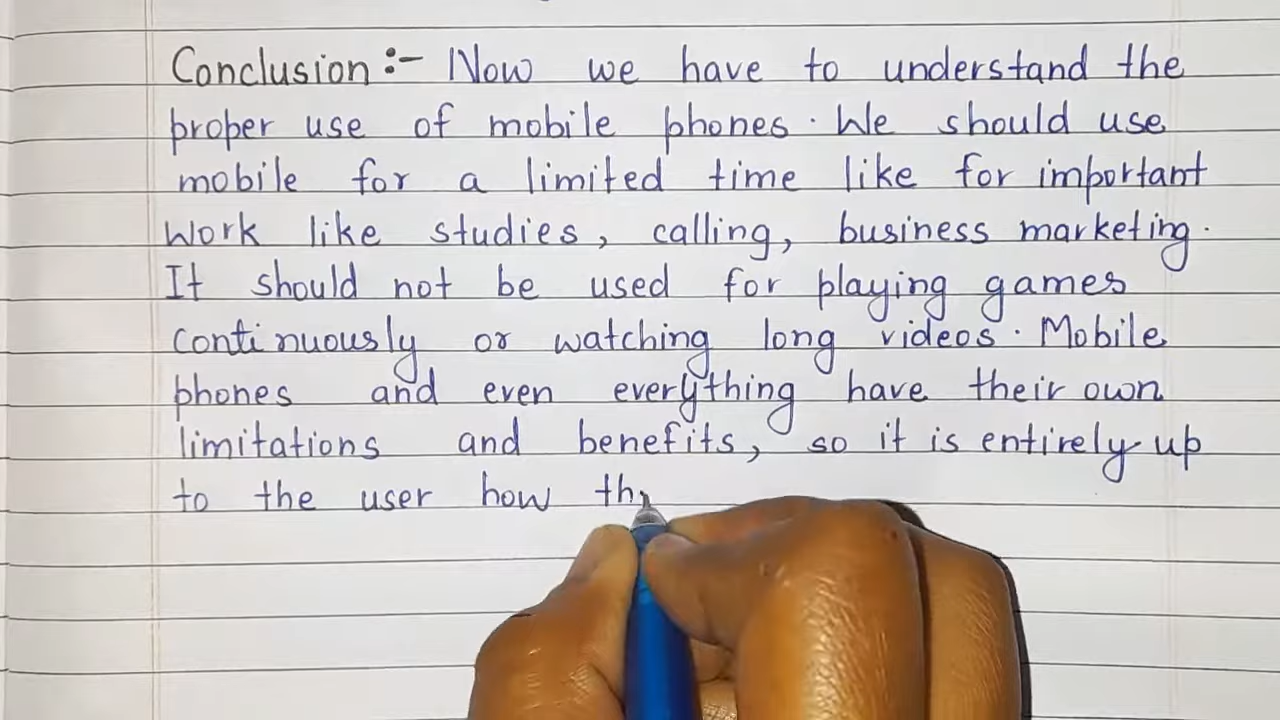 Conclusion :- Now we have to understand the
proper use of mobile phones. We should use
mobile for a limited time like for important
work like studies, calling, business marketing.
It should not be used for playing games
continuously or watching long videos. Mobile
phones and even everything have their own
limitations and benefits, so it is entirely up
to the user how th